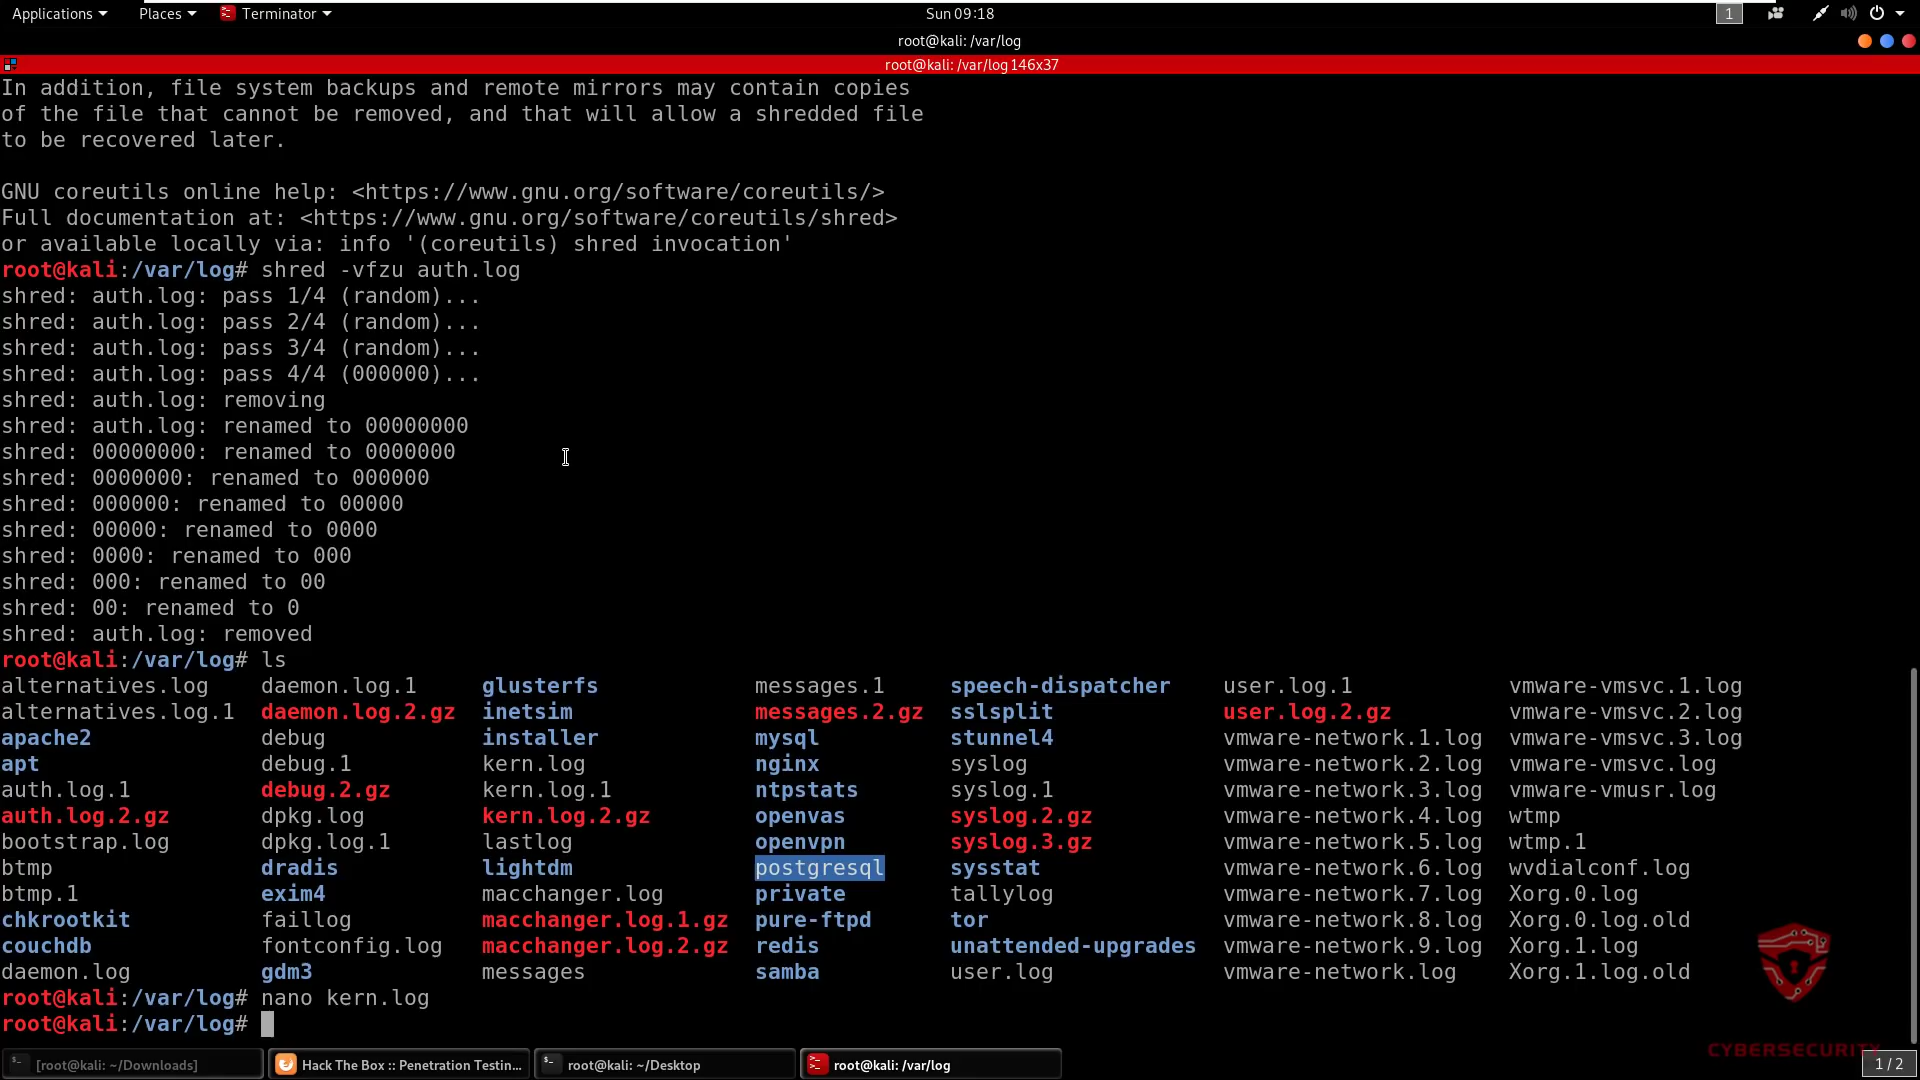 Applications Places Terminator Sun 09:18 1
root@kali: /var/log
root@kali: /var/log 146x37
In addition, file system backups and remote mirrors may contain copies
of the file that cannot be removed, and that will allow a shredded file
to be recovered later.
GNU coreutils online help: <https://www.gnu.org/software/coreutils/>
Full documentation at: <https://www.gnu.org/software/coreutils/shred>
or available locally via: info '(coreutils) shred invocation'
root@kali:/var/log# shred -vfzu auth.log
shred: auth.log: pass 1/4 (random)...
shred: auth.log: pass 2/4 (random)...
shred: auth.log: pass 3/4 (random)...
shred: auth.log: pass 4/4 (000000)...
shred: auth.log: removing
shred: auth.log: renamed to 00000000
shred: 00000000: renamed to 0000000
shred: 0000000: renamed to 000000
shred: 000000: renamed to 00000
shred: 00000: renamed to 0000
shred: 0000: renamed to 000
shred: 000: renamed to 00
shred: 00: renamed to 0
shred: auth.log: removed
root@kali:/var/log# ls
alternatives.log daemon.log.1 glusterfs messages.1 speech-dispatcher user.log.1 vmware-vmsvc.1.log
alternatives.log.1 daemon.log.2.gz inetsim messages.2.gz sslsplit user.log.2.gz vmware-vmsvc.2.log
apache2 debug installer mysql stunnel4 vmware-network.1.log vmware-vmsvc.3.log
apt debug.1 kern.log nginx syslog vmware-network.2.log vmware-vmsvc.log
auth.log.1 debug.2.gz kern.log.1 ntpstats syslog.1 vmware-network.3.log vmware-vmusr.log
auth.log.2.gz dpkg.log kern.log.2.gz openvas syslog.2.gz vmware-network.4.log wtmp
bootstrap.log dpkg.log.1 lastlog openvpn syslog.3.gz vmware-network.5.log wtmp.1
btmp dradis lightdm postgresql sysstat vmware-network.6.log wvdialconf.log
btmp.1 exim4 macchanger.log private tallylog vmware-network.7.log Xorg.0.log
chkrootkit faillog macchanger.log.1.gz pure-ftpd tor vmware-network.8.log Xorg.0.log.old
couchdb fontconfig.log macchanger.log.2.gz redis unattended-upgrades vmware-network.9.log Xorg.1.log
daemon.log gdm3 messages samba user.log vmware-network.log Xorg.1.log.old
root@kali:/var/log# nano kern.log
root@kali:/var/log#
CYBERSECURITY
[root@kali: ~/Downloads] Hack The Box :: Penetration Testin... root@kali: ~/Desktop root@kali: /var/log 1 / 2